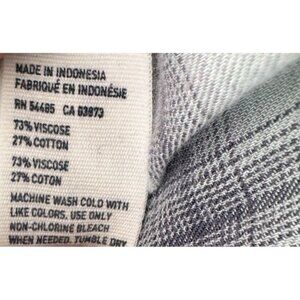 MADE IN INDONESIA
FABRIQUÉ EN INDONÉSIE
RN 54485 CA 03873
73% VISCOSE
27% COTTON
73% VISCOSE
27% COTON
MACHINE WASH COLD WITH
LIKE COLORS. USE ONLY
NON-CHLORINE BLEACH
WHEN NEEDED. TUMBLE DRY